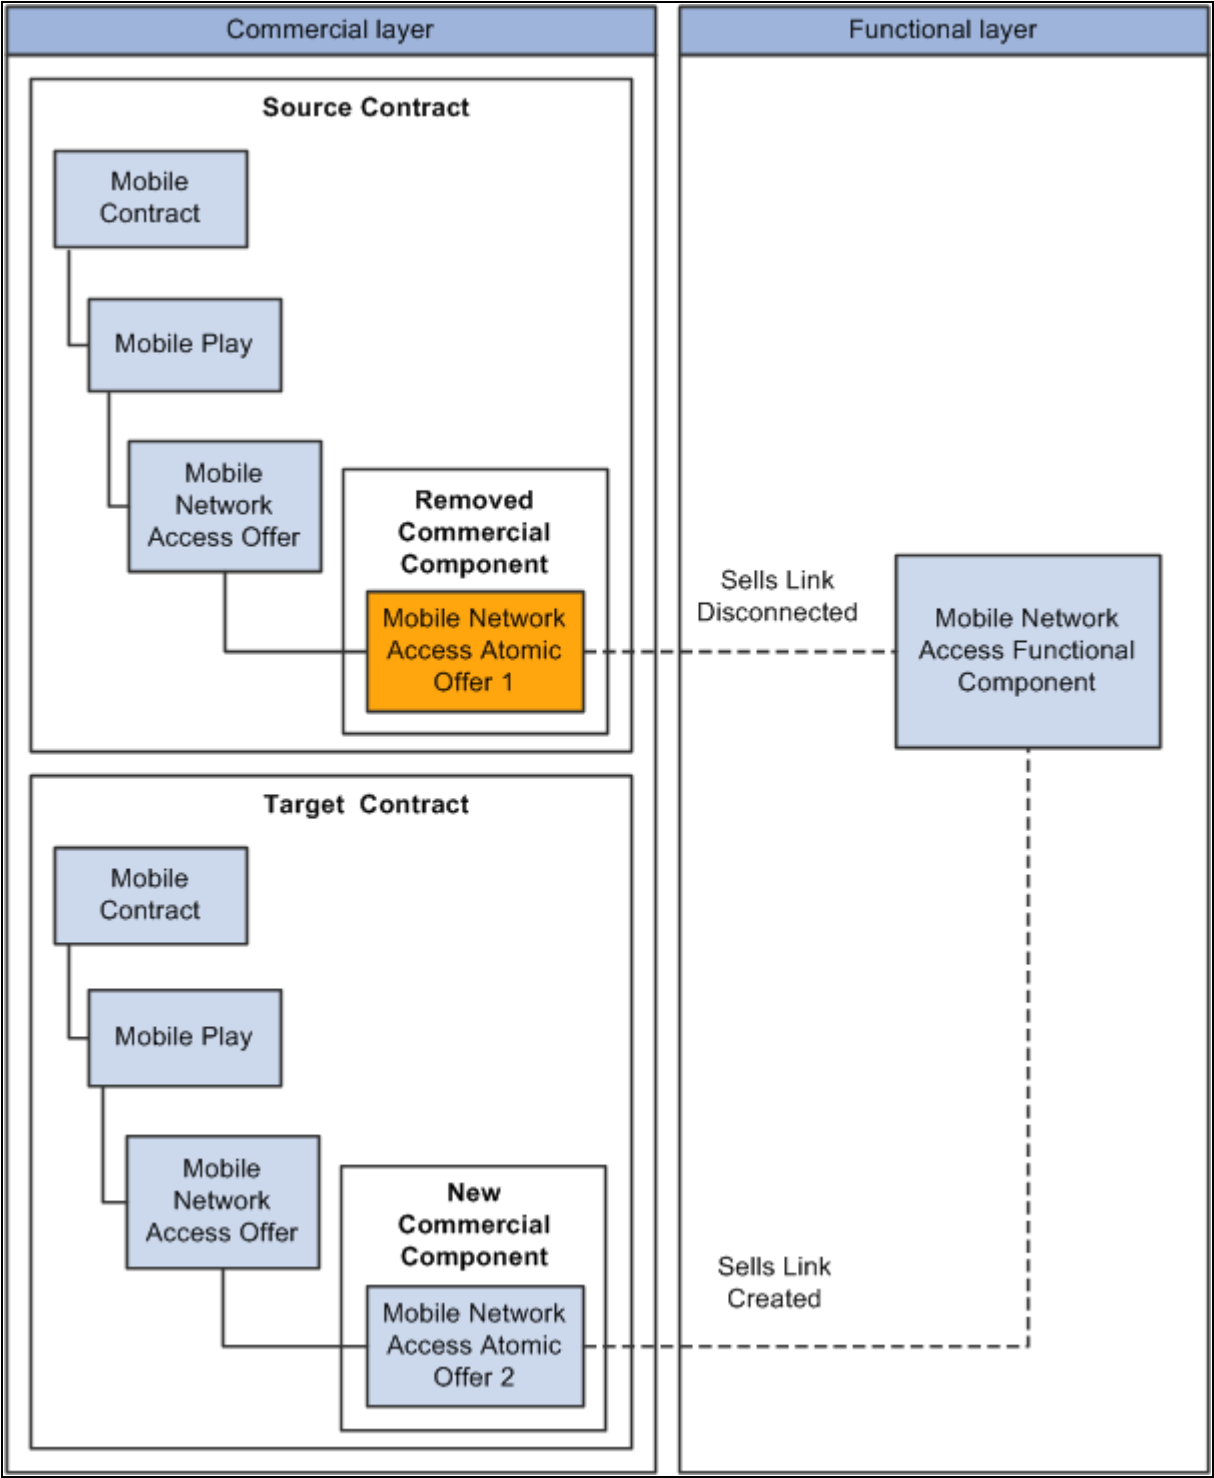 Commercial layer
Functional layer
Source Contract
Mobile
Contract
Mobile Play
Mobile
Network
Access Offer
Removed
Commercial
Component
Mobile Network
Access Atomic
Offer 1
Sells Link
Disconnected
Mobile Network
Access Functional
Component
Target Contract
Mobile
Contract
Mobile Play
Mobile
Network
Access Offer
New
Commercial
Component
Mobile Network
Access Atomic
Offer 2
Sells Link
Created